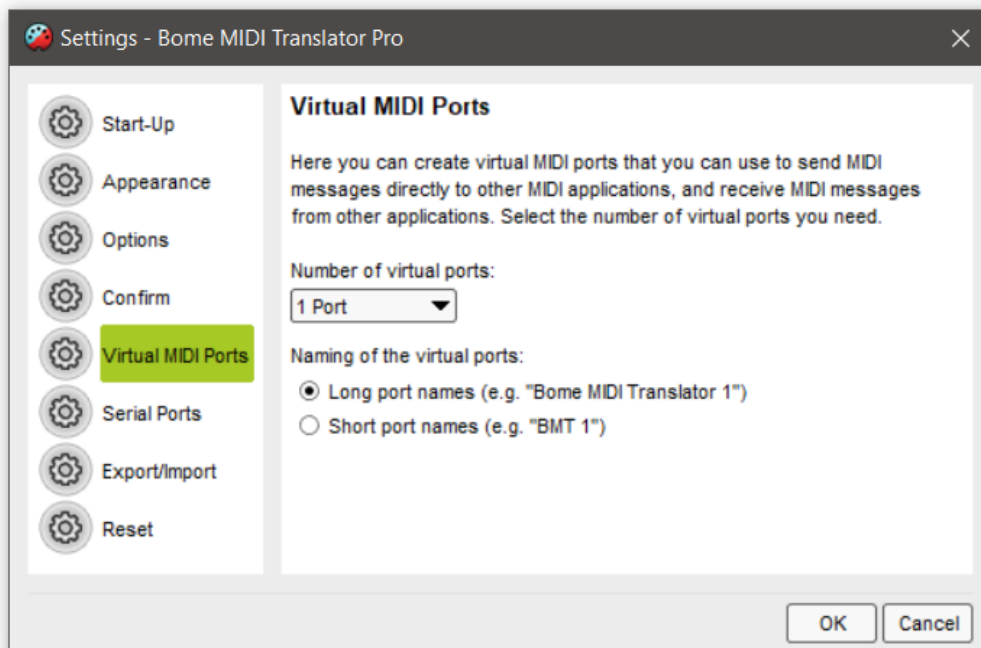 Settings - Bome MIDI Translator Pro
Start-Up
Appearance
Options
Confirm
Virtual MIDI Ports
Serial Ports
Export/Import
Reset
Virtual MIDI Ports
Here you can create virtual MIDI ports that you can use to send MIDI
messages directly to other MIDI applications, and receive MIDI messages
from other applications. Select the number of virtual ports you need.
Number of virtual ports:
1 Port
Naming of the virtual ports:
Long port names (e.g. "Bome MIDI Translator 1")
Short port names (e.g. "BMT 1")
OK
Cancel